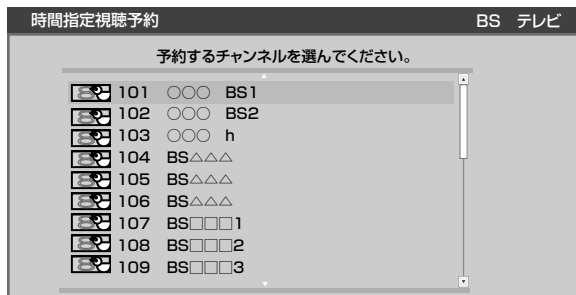 時間指定視聴予約 BS テレビ
予約するチャンネルを選んでください。
101 ○○○ BS1
102 ○○○ BS2
103 ○○○ h
104 BS△△△
105 BS△△△
106 BS△△△
107 BS□□□1
108 BS□□□2
109 BS□□□3